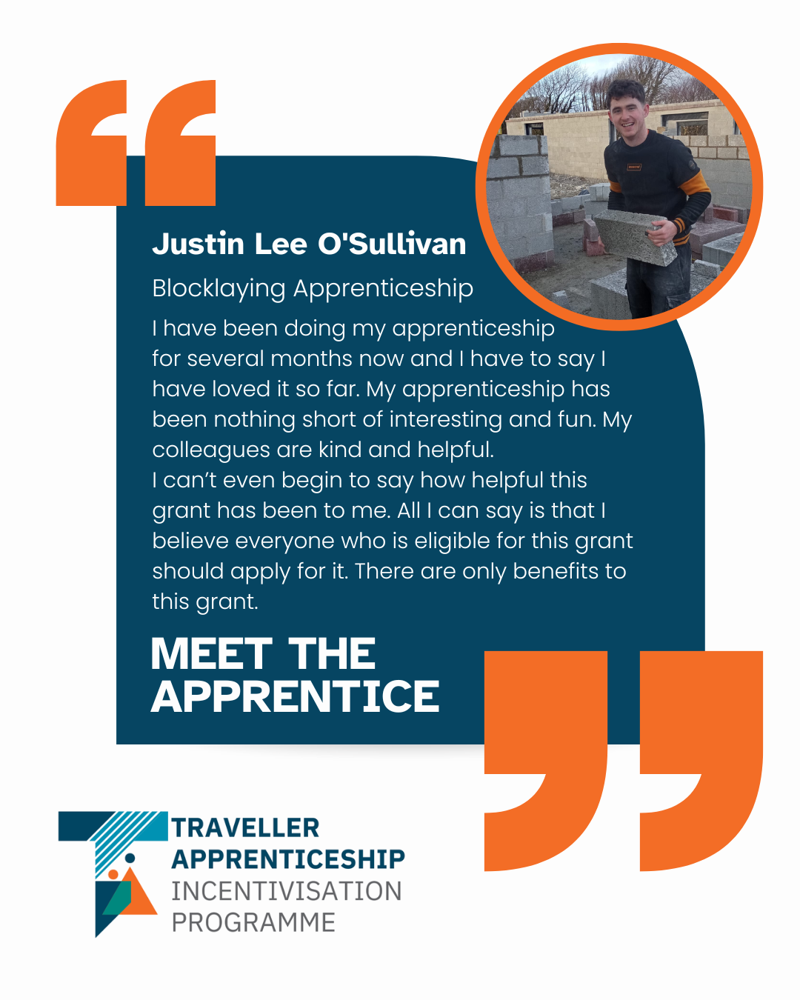 Justin Lee O'Sullivan
Blocklaying Apprenticeship
I have been doing my apprenticeship
for several months now and I have to say I
have loved it so far. My apprenticeship has
been nothing short of interesting and fun. My
colleagues are kind and helpful.
I can’t even begin to say how helpful this
grant has been to me. All I can say is that I
believe everyone who is eligible for this grant
should apply for it. There are only benefits to
this grant.
MEET THE
APPRENTICE
TRAVELLER
APPRENTICESHIP
INCENTIVISATION
PROGRAMME